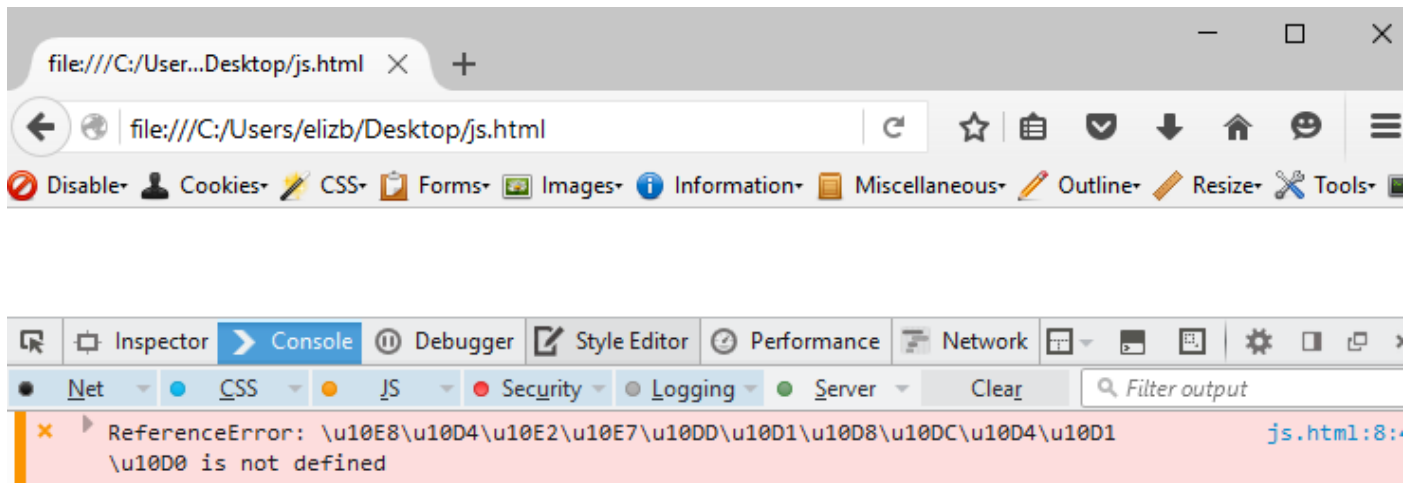 file:///C:/User...Desktop/js.html
file:///C:/Users/elizb/Desktop/js.html
Disable Cookies CSS Forms Images Information Miscellaneous Outline Resize Tools
Inspector Console Debugger Style Editor Performance Network
Net CSS JS Security Logging Server Clear Filter output
ReferenceError: \u10E8\u10D4\u10E2\u10E7\u10DD\u10D1\u10D8\u10DC\u10D4\u10D1 js.html:8:4
\u10D0 is not defined